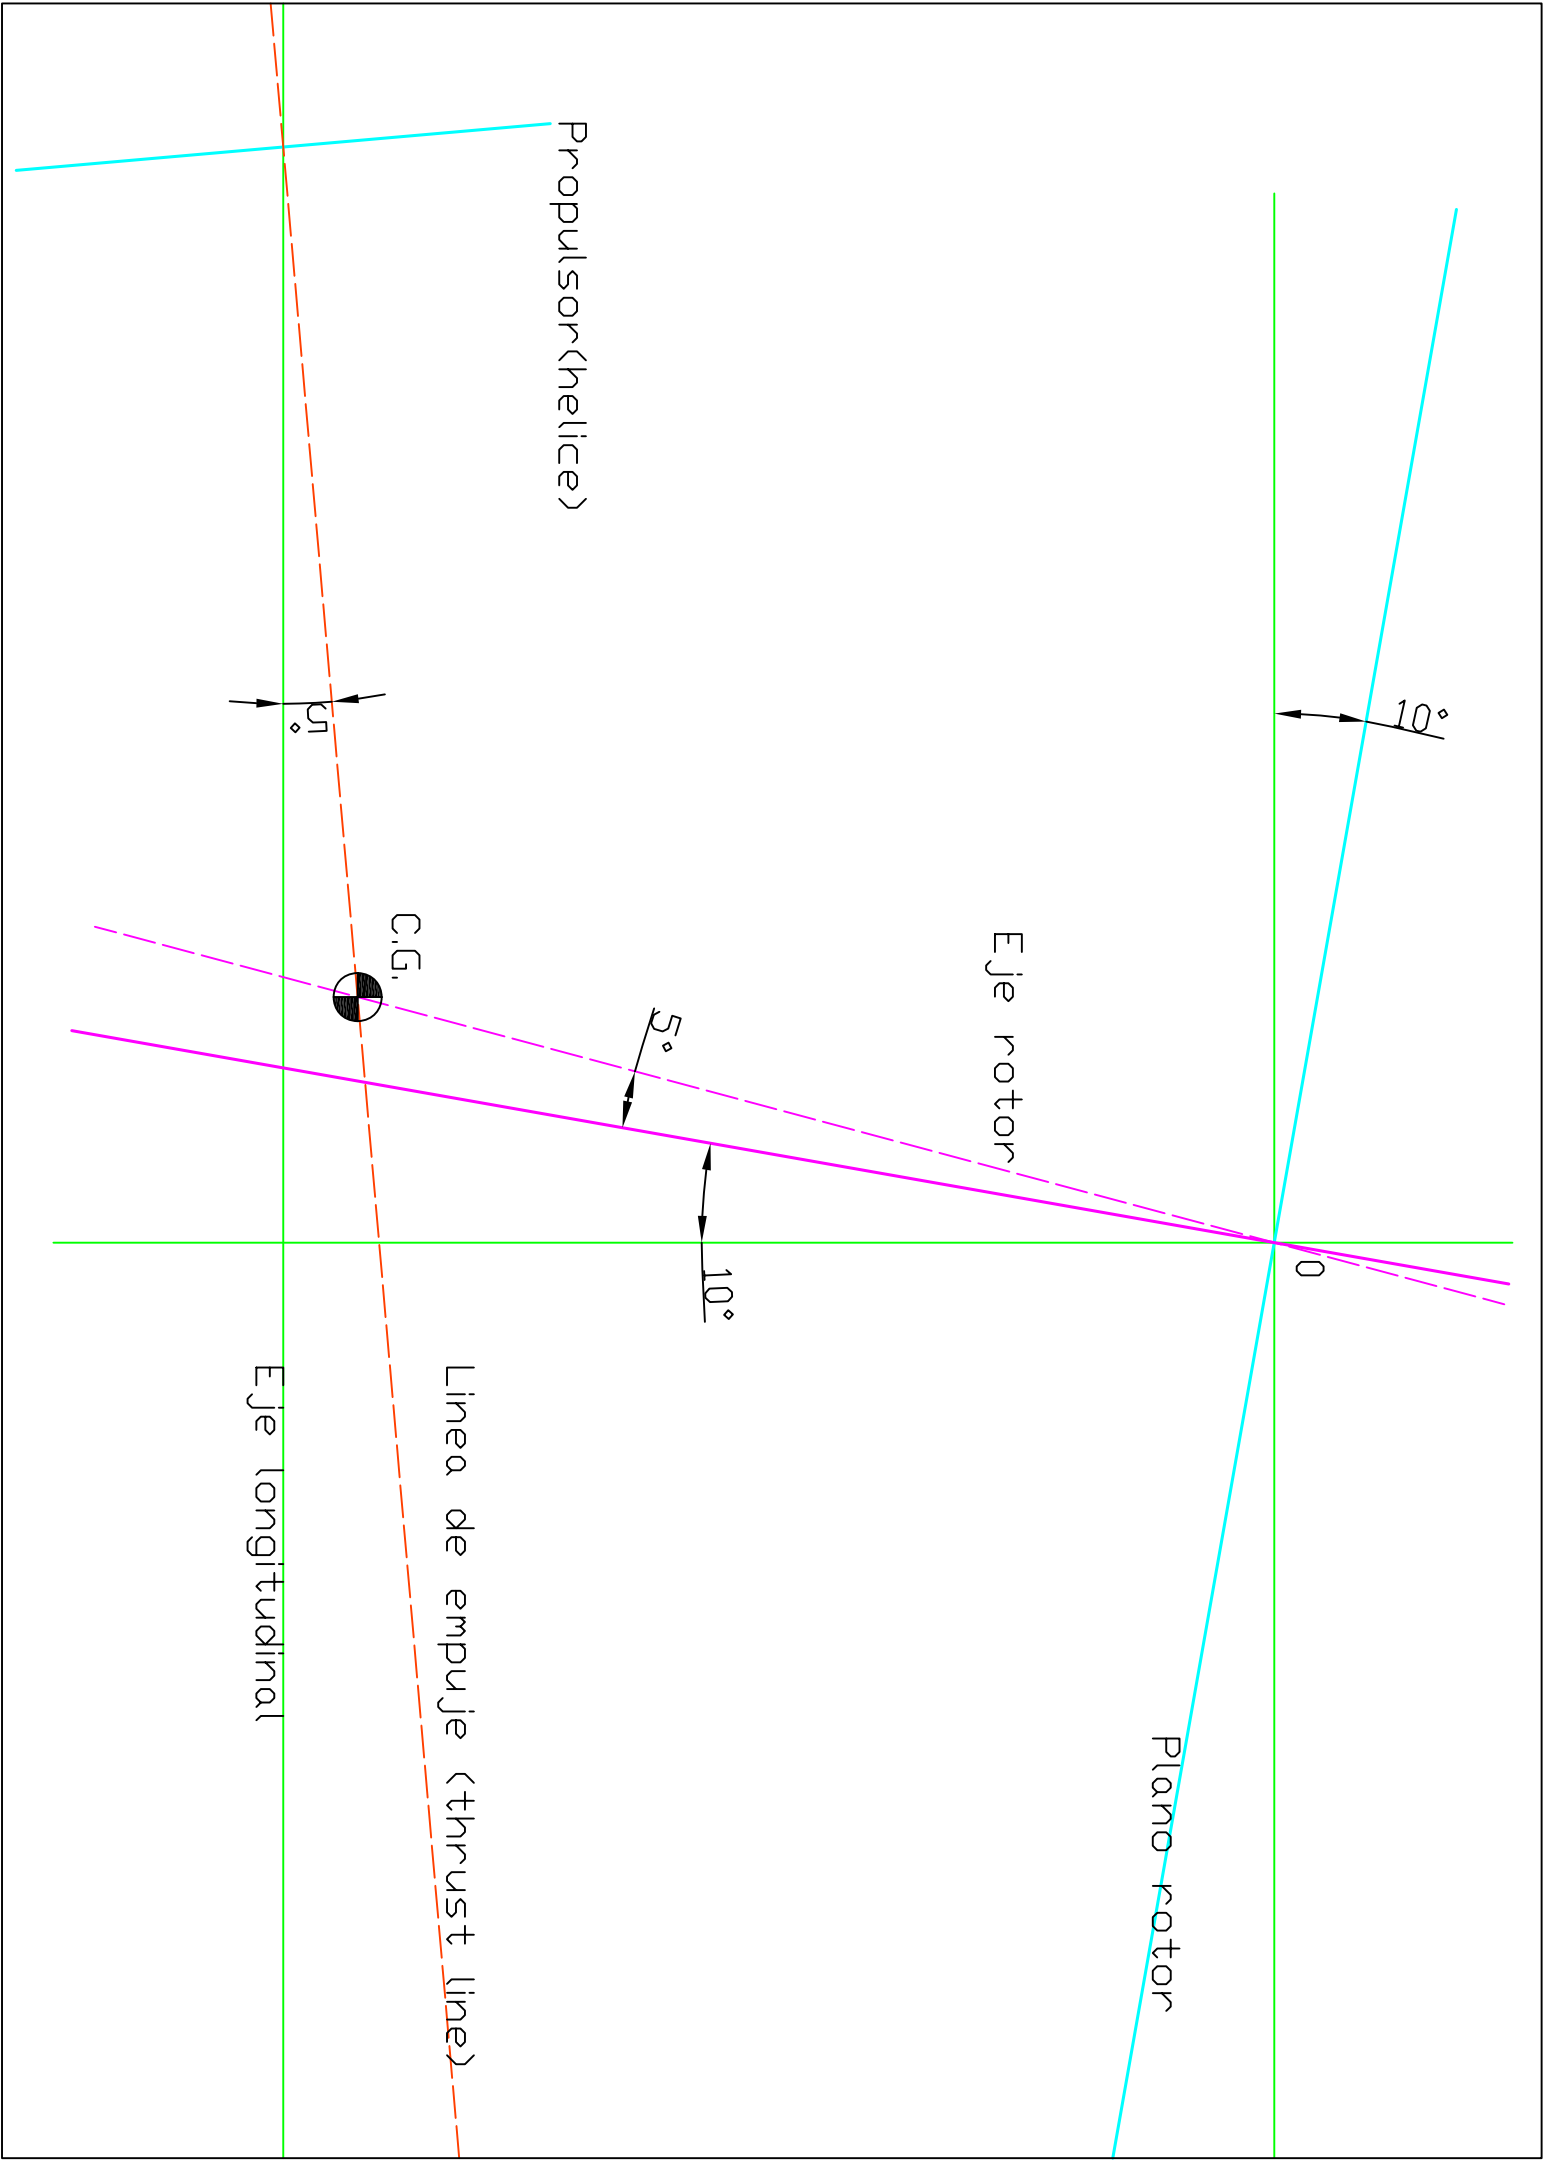 Propulsor(helice)
10°
5°
C.G.
Eje rotor
5°
0
10°
Linea de empuje (thrust line)
Eje longitudinal
Plano rotor